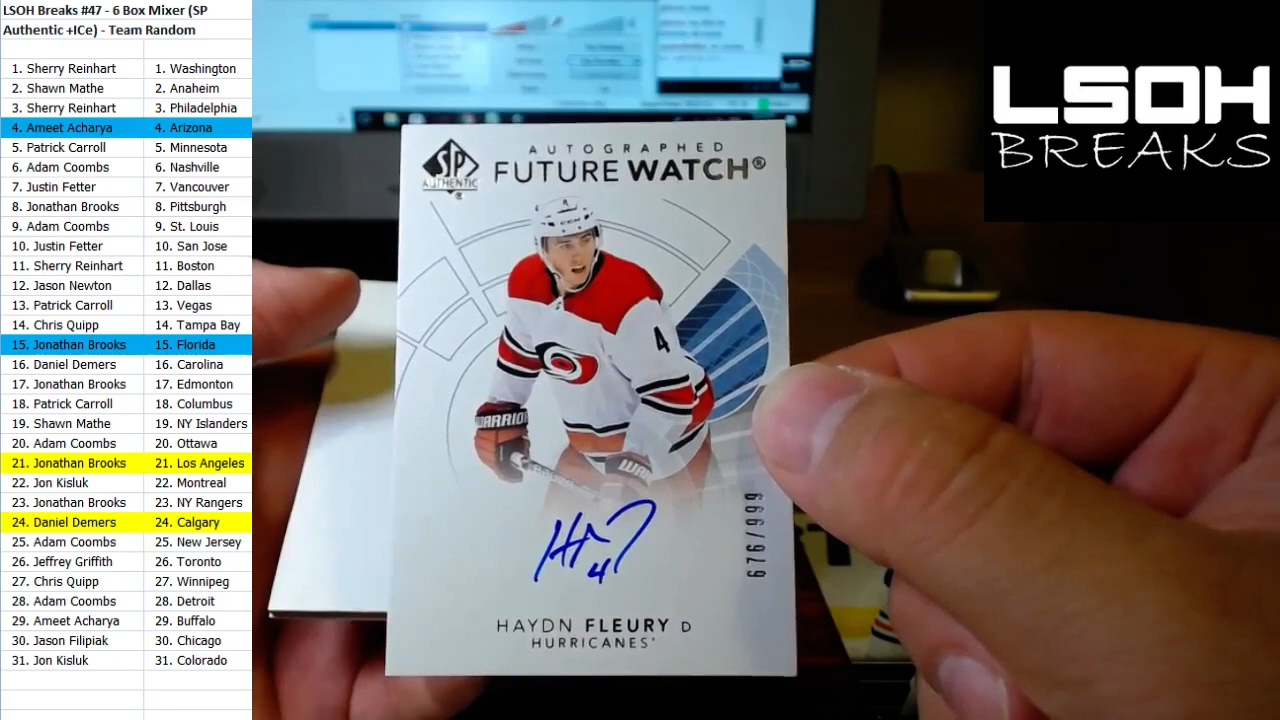 LSOH Breaks #47 - 6 Box Mixer (SP
Authentic +ICe) - Team Random
1. Sherry Reinhart 1. Washington
2. Shawn Mathe 2. Anaheim
3. Sherry Reinhart 3. Philadelphia
4. Ameet Acharya 4. Arizona
5. Patrick Carroll 5. Minnesota
6. Adam Coombs 6. Nashville
7. Justin Fetter 7. Vancouver
8. Jonathan Brooks 8. Pittsburgh
9. Adam Coombs 9. St. Louis
10. Justin Fetter 10. San Jose
11. Sherry Reinhart 11. Boston
12. Jason Newton 12. Dallas
13. Patrick Carroll 13. Vegas
14. Chris Quipp 14. Tampa Bay
15. Jonathan Brooks 15. Florida
16. Daniel Demers 16. Carolina
17. Jonathan Brooks 17. Edmonton
18. Patrick Carroll 18. Columbus
19. Shawn Mathe 19. NY Islanders
20. Adam Coombs 20. Ottawa
21. Jonathan Brooks 21. Los Angeles
22. Jon Kisluk 22. Montreal
23. Jonathan Brooks 23. NY Rangers
24. Daniel Demers 24. Calgary
25. Adam Coombs 25. New Jersey
26. Jeffrey Griffith 26. Toronto
27. Chris Quipp 27. Winnipeg
28. Adam Coombs 28. Detroit
29. Ameet Acharya 29. Buffalo
30. Jason Filipiak 30. Chicago
31. Jon Kisluk 31. Colorado
LSOH
BREAKS
SP
AUTHENTIC
AUTOGRAPHED
FUTURE WATCH®
4
CCM
4
WARRIOR
WAR
4
676/999
HAYDN FLEURY D
HURRICANES'